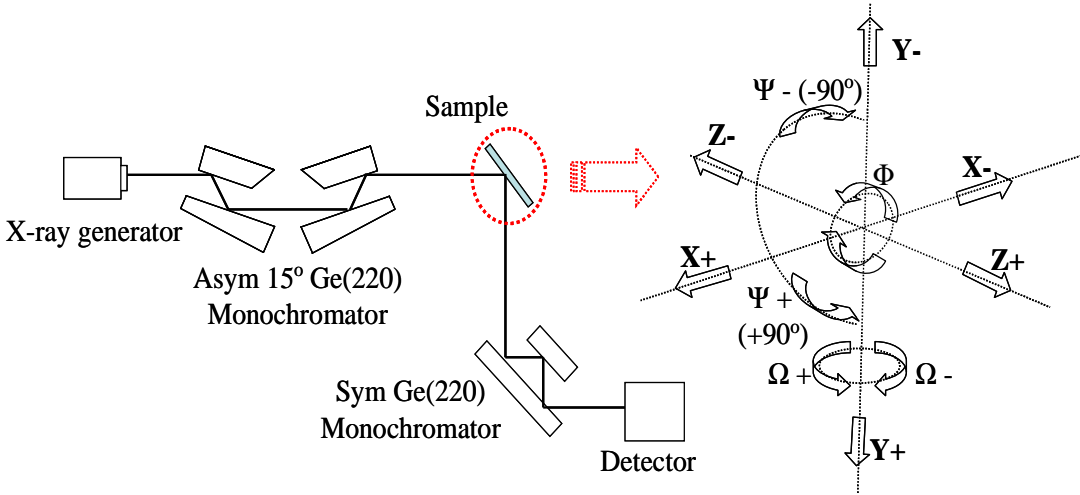 X-ray generator
Asym 15º Ge(220)
Monochromator
Sample
Sym Ge(220)
Monochromator
Detector
Y-
Ψ - (-90º)
Z-
X-
Φ
X+
Z+
Ψ +
(+90º)
Ω +
Ω -
Y+